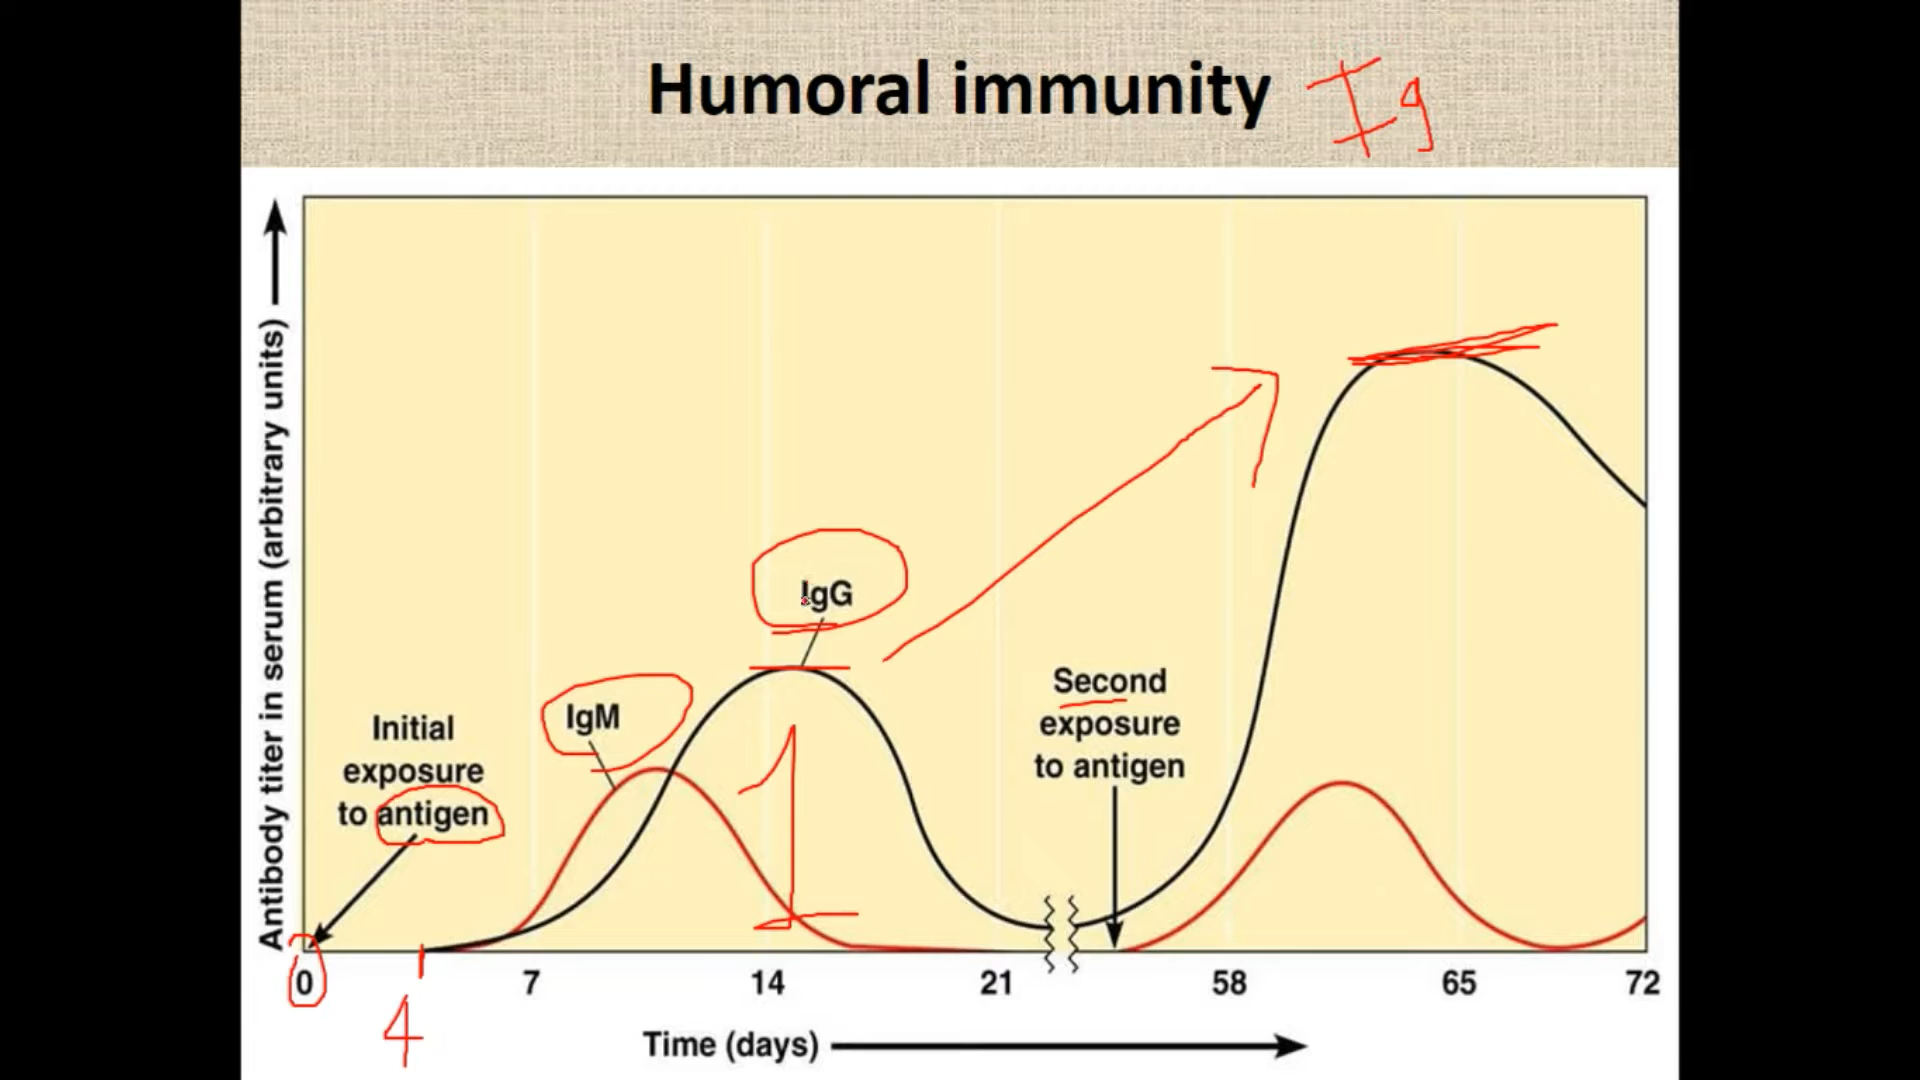 Humoral immunity Ig
Antibody titer in serum (arbitrary units)
IgG
IgM
1
Initial
exposure
to antigen
Second
exposure
to antigen
0 7 14 21 58 65 72
4
Time (days)